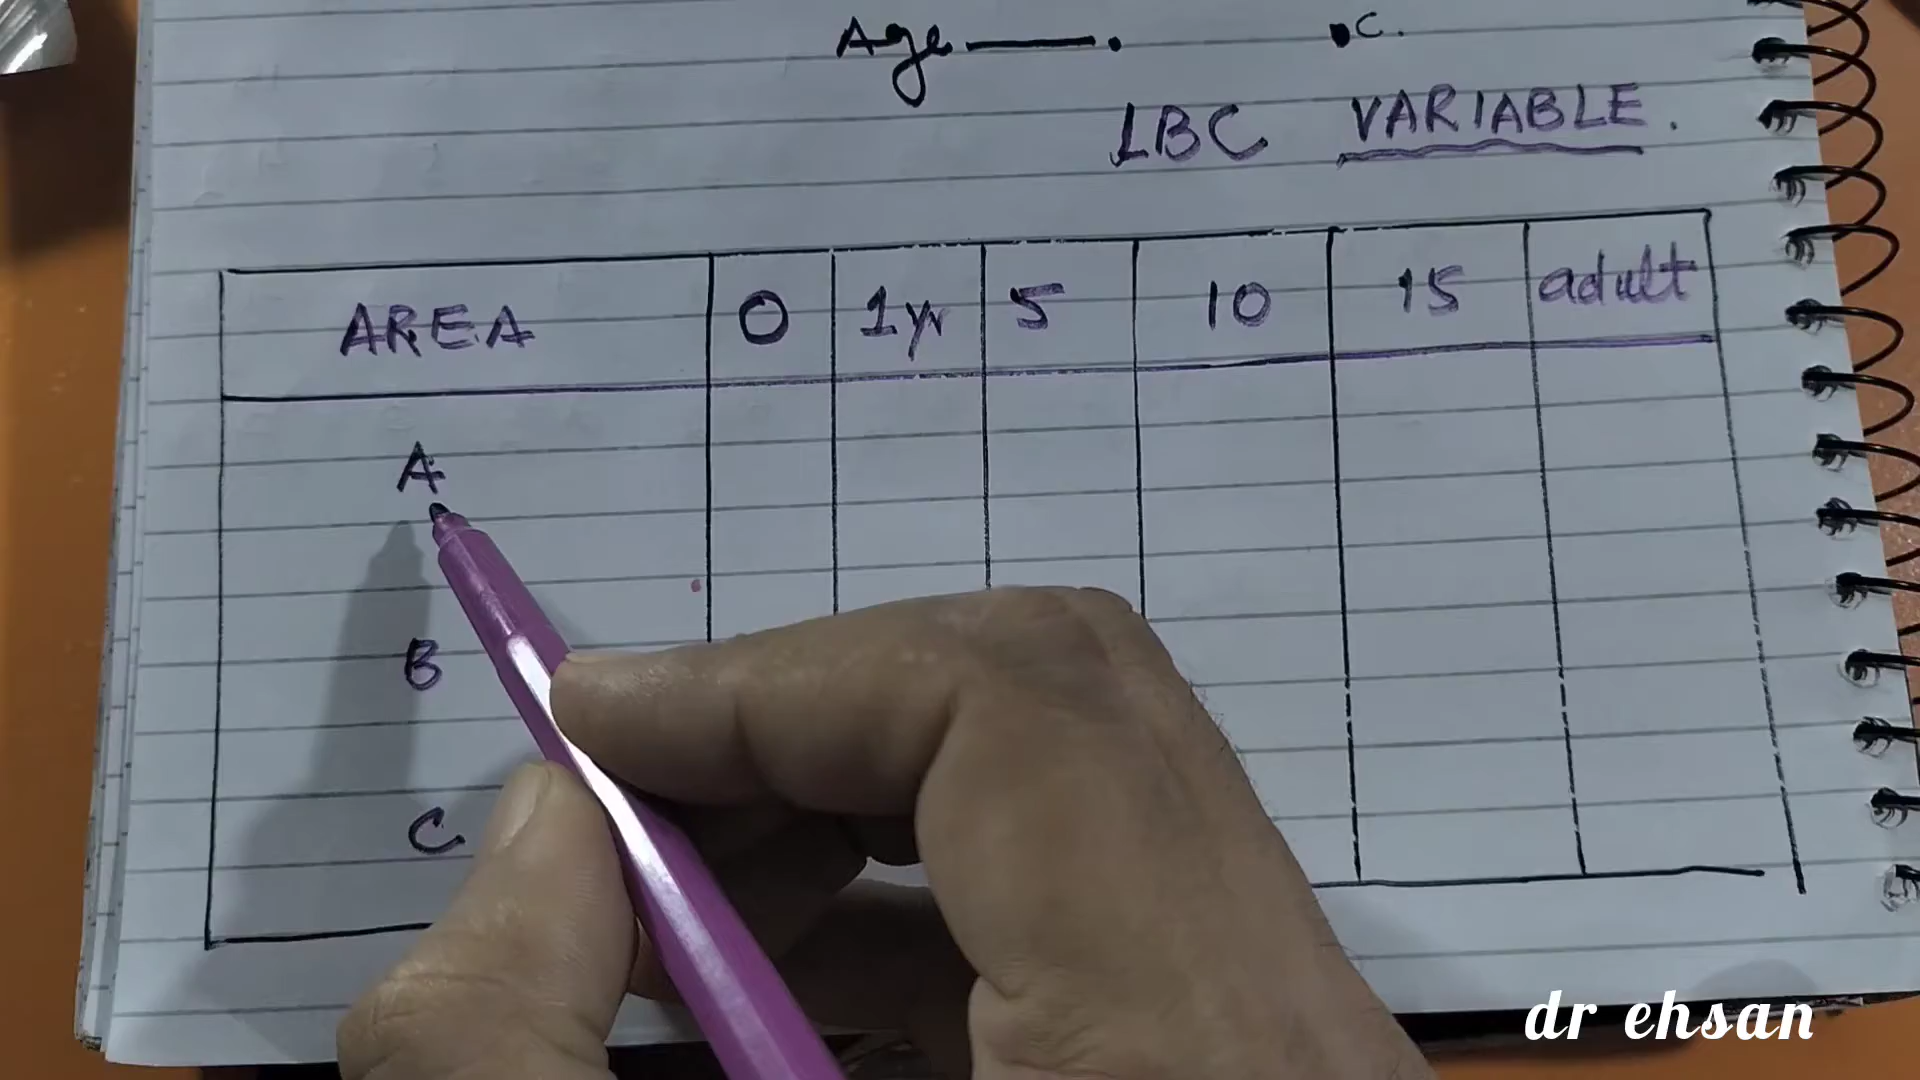 Age —— . •C.
LBC VARIABLE.
AREA 0 1yr 5 10 15 adult
A
B
C
dr ehsan